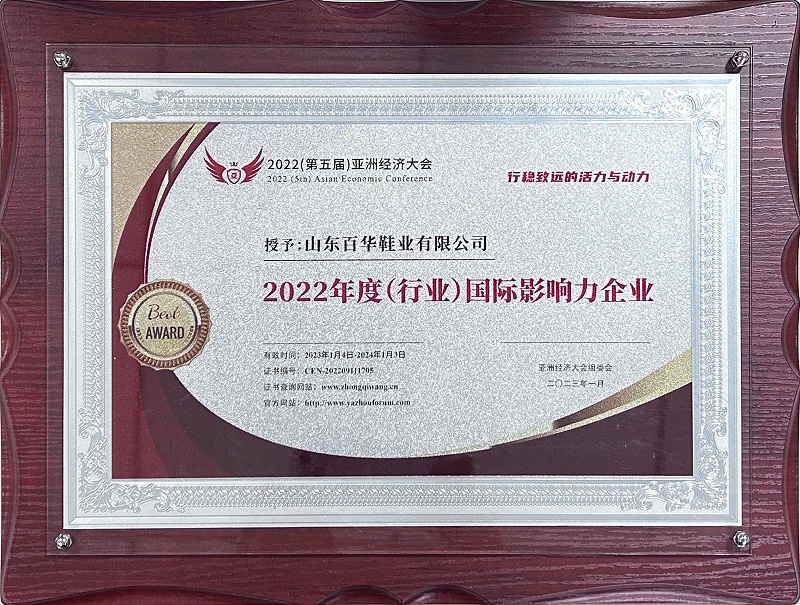 2022(第五届)亚洲经济大会
2022 (5th) Asian Economic Conference
行稳致远的活力与动力
授予:山东百华鞋业有限公司
2022年度(行业)国际影响力企业
Best
AWARD
有效时间：2023年1月4日-2024年1月3日
证书编号：CEN-202209111705
证书查询网站：www.zhongqiwang.cn
官方网站：http://www.yazhouforum.com
亚洲经济大会组委会
二〇二三年一月